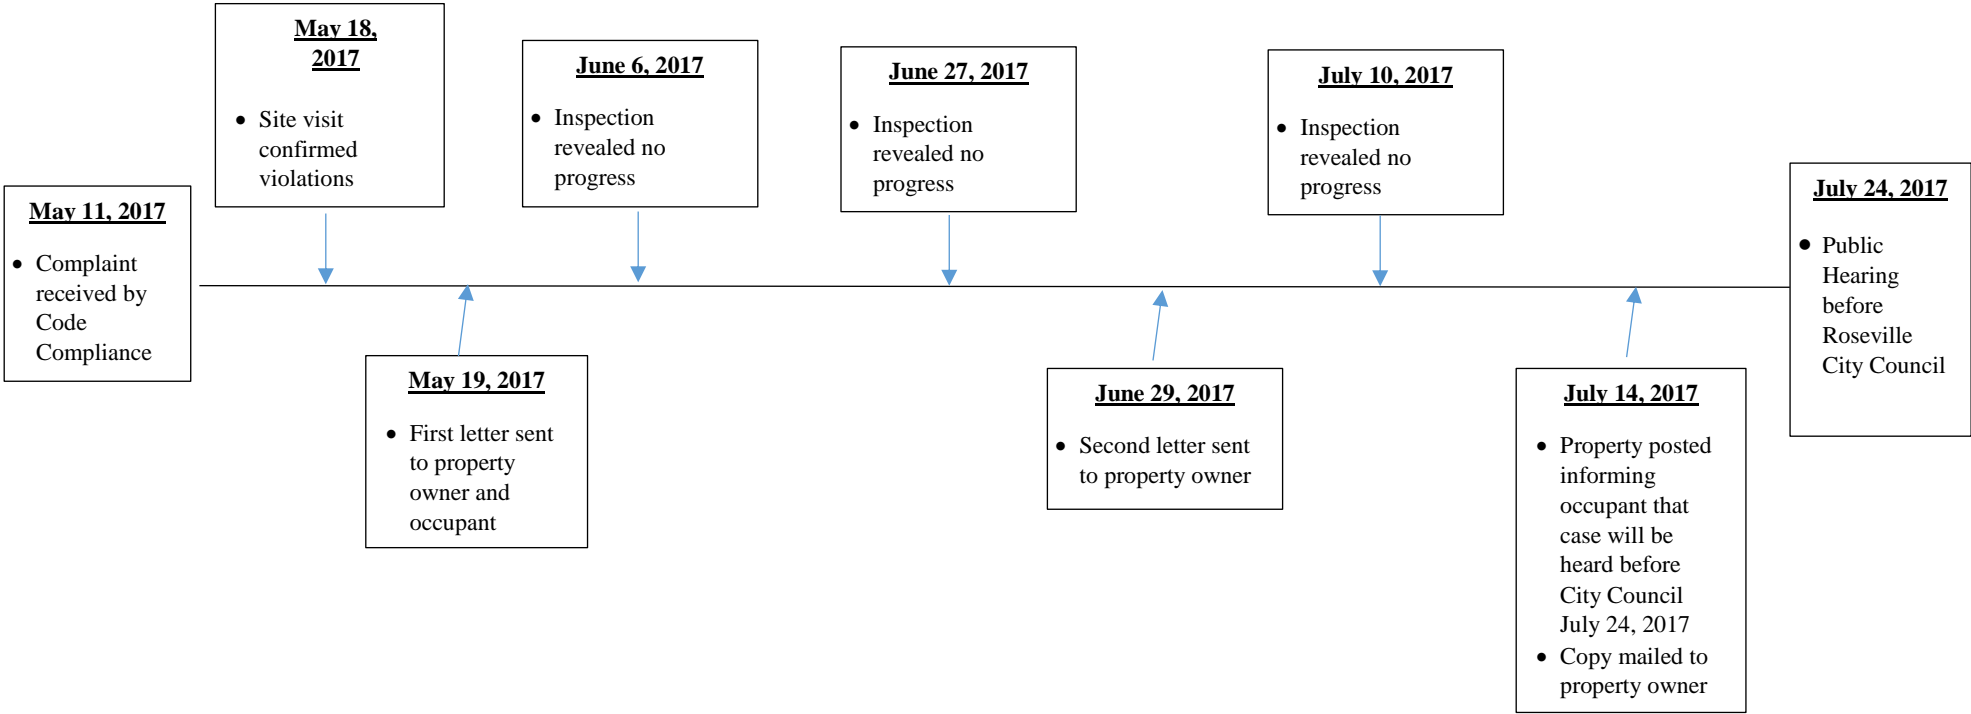 May 11, 2017
• Complaint
received by
Code
Compliance
May 18,
2017
• Site visit
confirmed
violations
May 19, 2017
• First letter sent
to property
owner and
occupant
June 6, 2017
• Inspection
revealed no
progress
June 27, 2017
• Inspection
revealed no
progress
June 29, 2017
• Second letter sent
to property owner
July 10, 2017
• Inspection
revealed no
progress
July 14, 2017
• Property posted
informing
occupant that
case will be
heard before
City Council
July 24, 2017
• Copy mailed to
property owner
July 24, 2017
• Public
Hearing
before
Roseville
City Council